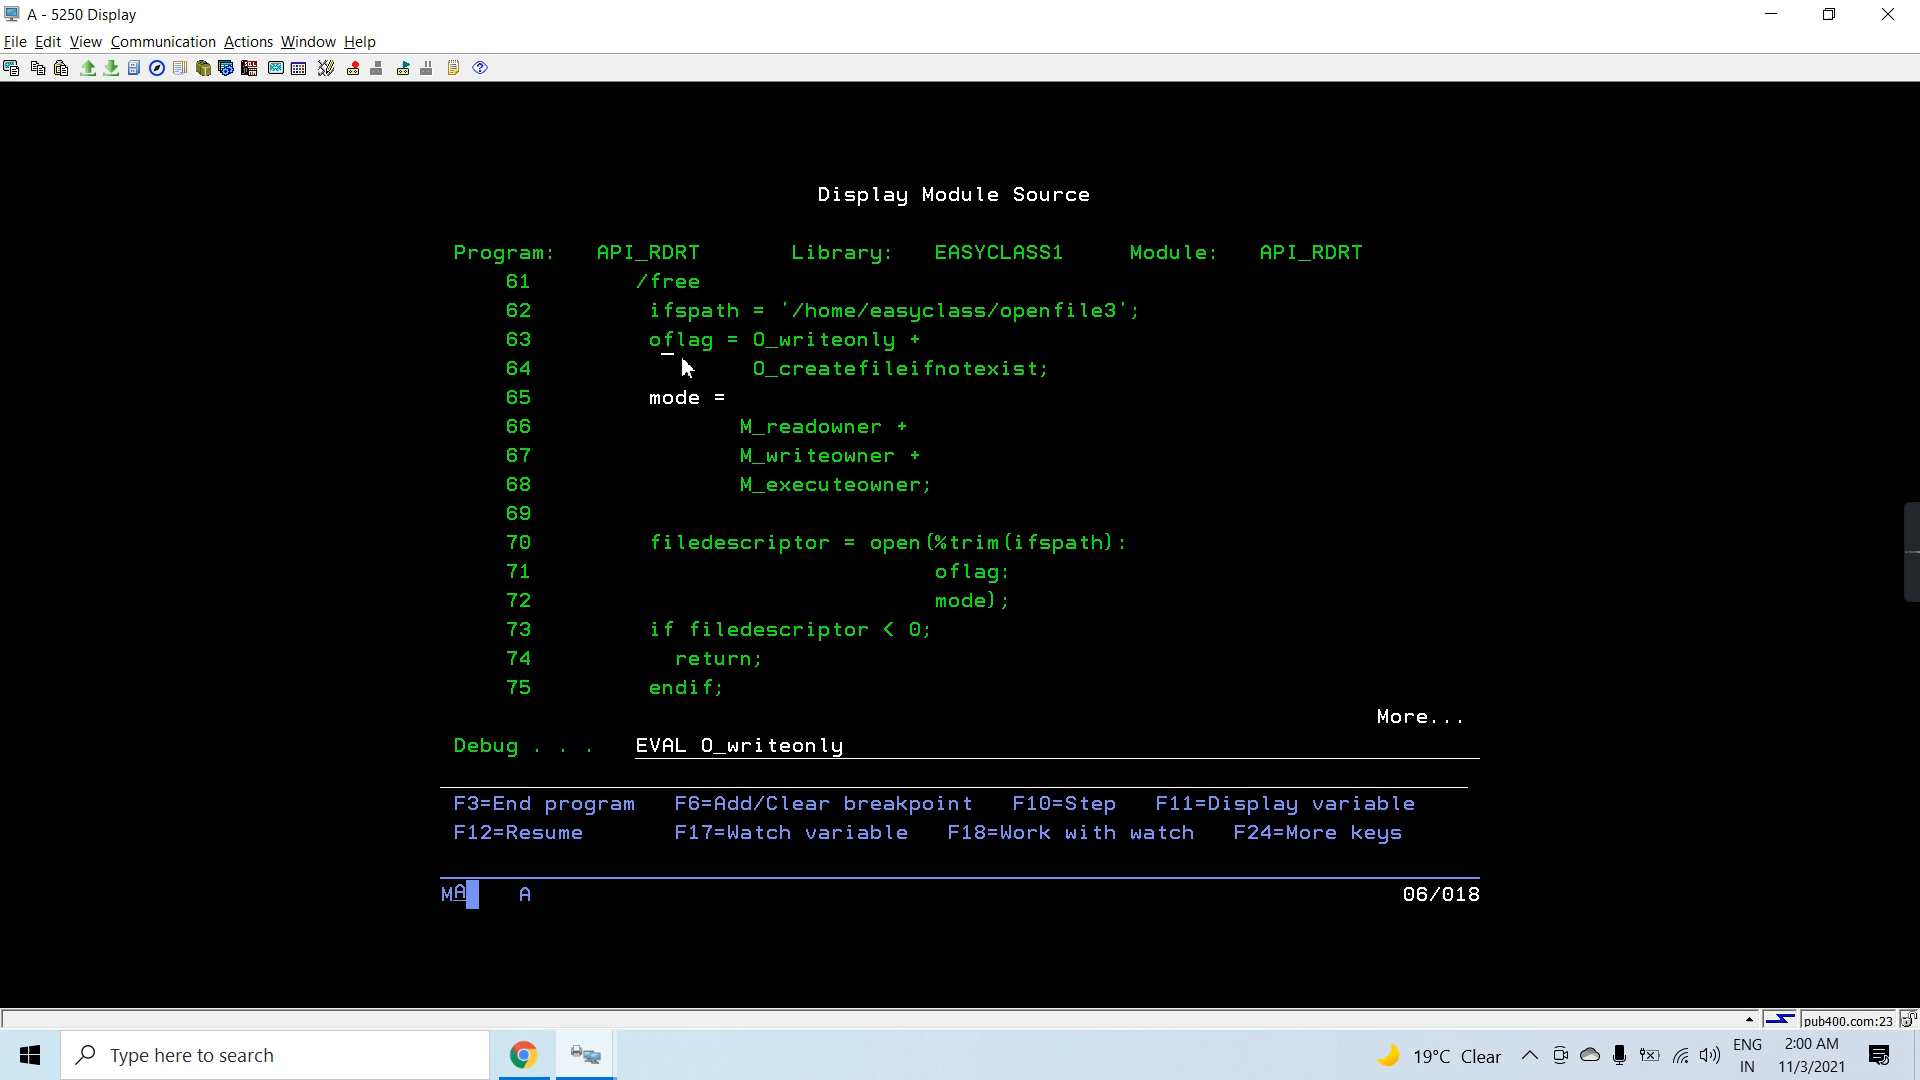 A - 5250 Display
File Edit View Communication Actions Window Help
Display Module Source
Program: API_RDRT Library: EASYCLASS1 Module: API_RDRT
61 /free
62 ifspath = '/home/easyclass/openfile3';
63 oflag = O_writeonly +
64 O_createfileifnotexist;
65 mode =
66 M_readowner +
67 M_writeowner +
68 M_executeowner;
69
70 filedescriptor = open(%trim(ifspath):
71 oflag:
72 mode);
73 if filedescriptor < 0;
74 return;
75 endif;
More...
Debug . . . EVAL O_writeonly
F3=End program F6=Add/Clear breakpoint F10=Step F11=Display variable
F12=Resume F17=Watch variable F18=Work with watch F24=More keys
MA A 06/018
pub400.com:23
Type here to search
19°C Clear
ENG
IN
2:00 AM
11/3/2021